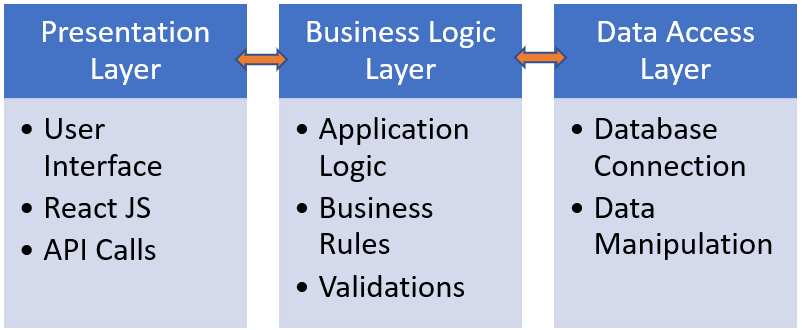 Presentation
Layer
• User
Interface
• React JS
• API Calls
Business Logic
Layer
• Application
Logic
• Business
Rules
• Validations
Data Access
Layer
• Database
Connection
• Data
Manipulation